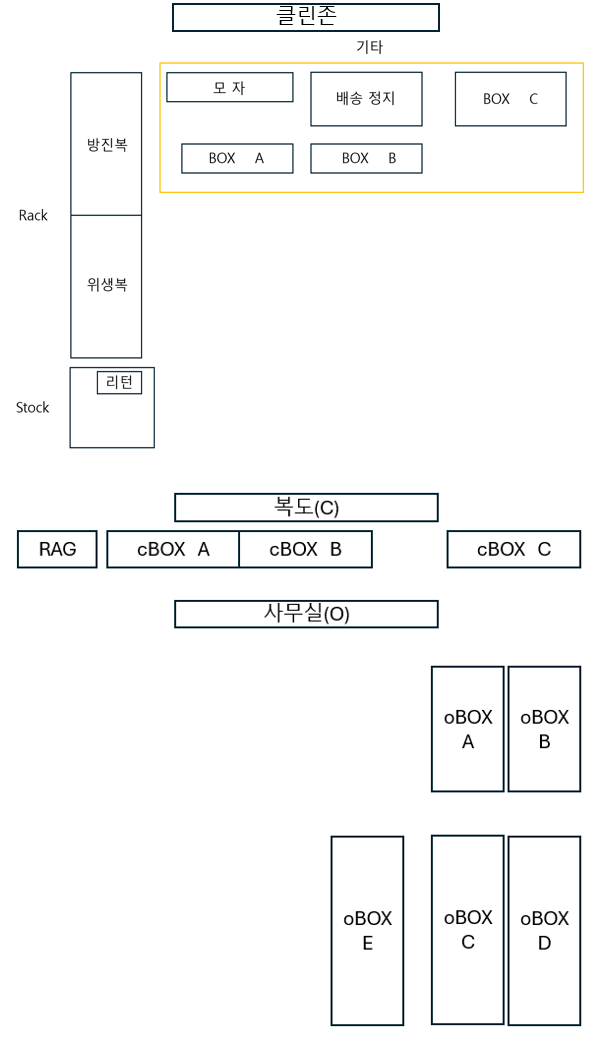 클린존
기타
모 자
배송 정지
BOX C
방진복
BOX A
BOX B
Rack
위생복
리턴
Stock
복도(C)
RAG
cBOX A
cBOX B
cBOX C
사무실(O)
oBOX
A
oBOX
B
oBOX
E
oBOX
C
oBOX
D